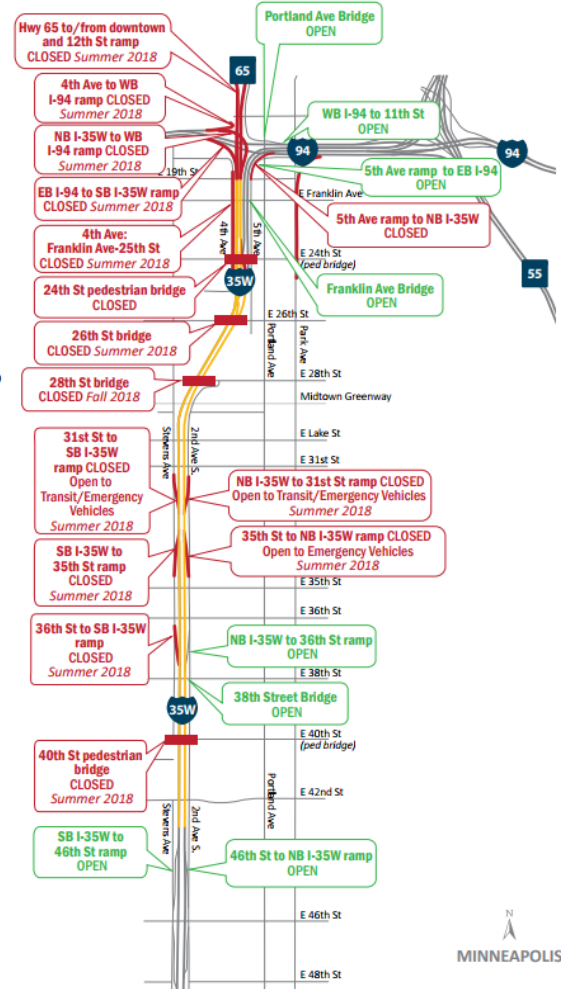 Hwy 65 to/from downtown
and 12th St ramp
CLOSED Summer 2018
Portland Ave Bridge
OPEN
65
4th Ave to WB
I-94 ramp CLOSED
Summer 2018
WB I-94 to 11th St
OPEN
NB I-35W to WB
I-94 ramp CLOSED
Summer 2018
94
94
E 19th St
5th Ave ramp to EB I-94
OPEN
EB I-94 to SB I-35W ramp
CLOSED Summer 2018
E Franklin Ave
5th Ave ramp to NB I-35W
CLOSED
4th Ave:
Franklin Ave-25th St
CLOSED Summer 2018
4th Ave
5th Ave
E 24th St
(ped bridge)
55
24th St pedestrian bridge
CLOSED
35W
Franklin Ave Bridge
OPEN
E 26th St
26th St bridge
CLOSED Summer 2018
Portland Ave
Park Ave
28th St bridge
CLOSED Fall 2018
E 28th St
Midtown Greenway
Stevens Ave
2nd Ave S.
E Lake St
E 31st St
31st St to
SB I-35W
ramp CLOSED
Open to
Transit/Emergency
Vehicles
Summer 2018
NB I-35W to 31st St ramp CLOSED
Open to Transit/Emergency Vehicles
Summer 2018
35th St to NB I-35W ramp CLOSED
Open to Emergency Vehicles
Summer 2018
SB I-35W to
35th St ramp
CLOSED
Summer 2018
E 35th St
E 36th St
36th St to SB I-35W
ramp
CLOSED
Summer 2018
NB I-35W to 36th St ramp
OPEN
E 38th St
38th Street Bridge
OPEN
35W
E 40th St
(ped bridge)
40th St pedestrian
bridge
CLOSED
Summer 2018
Portland Ave
E 42nd St
Stevens Ave
2nd Ave S.
SB I-35W to
46th St ramp
OPEN
46th St to NB I-35W ramp
OPEN
E 46th St
N
MINNEAPOLIS
E 48th St